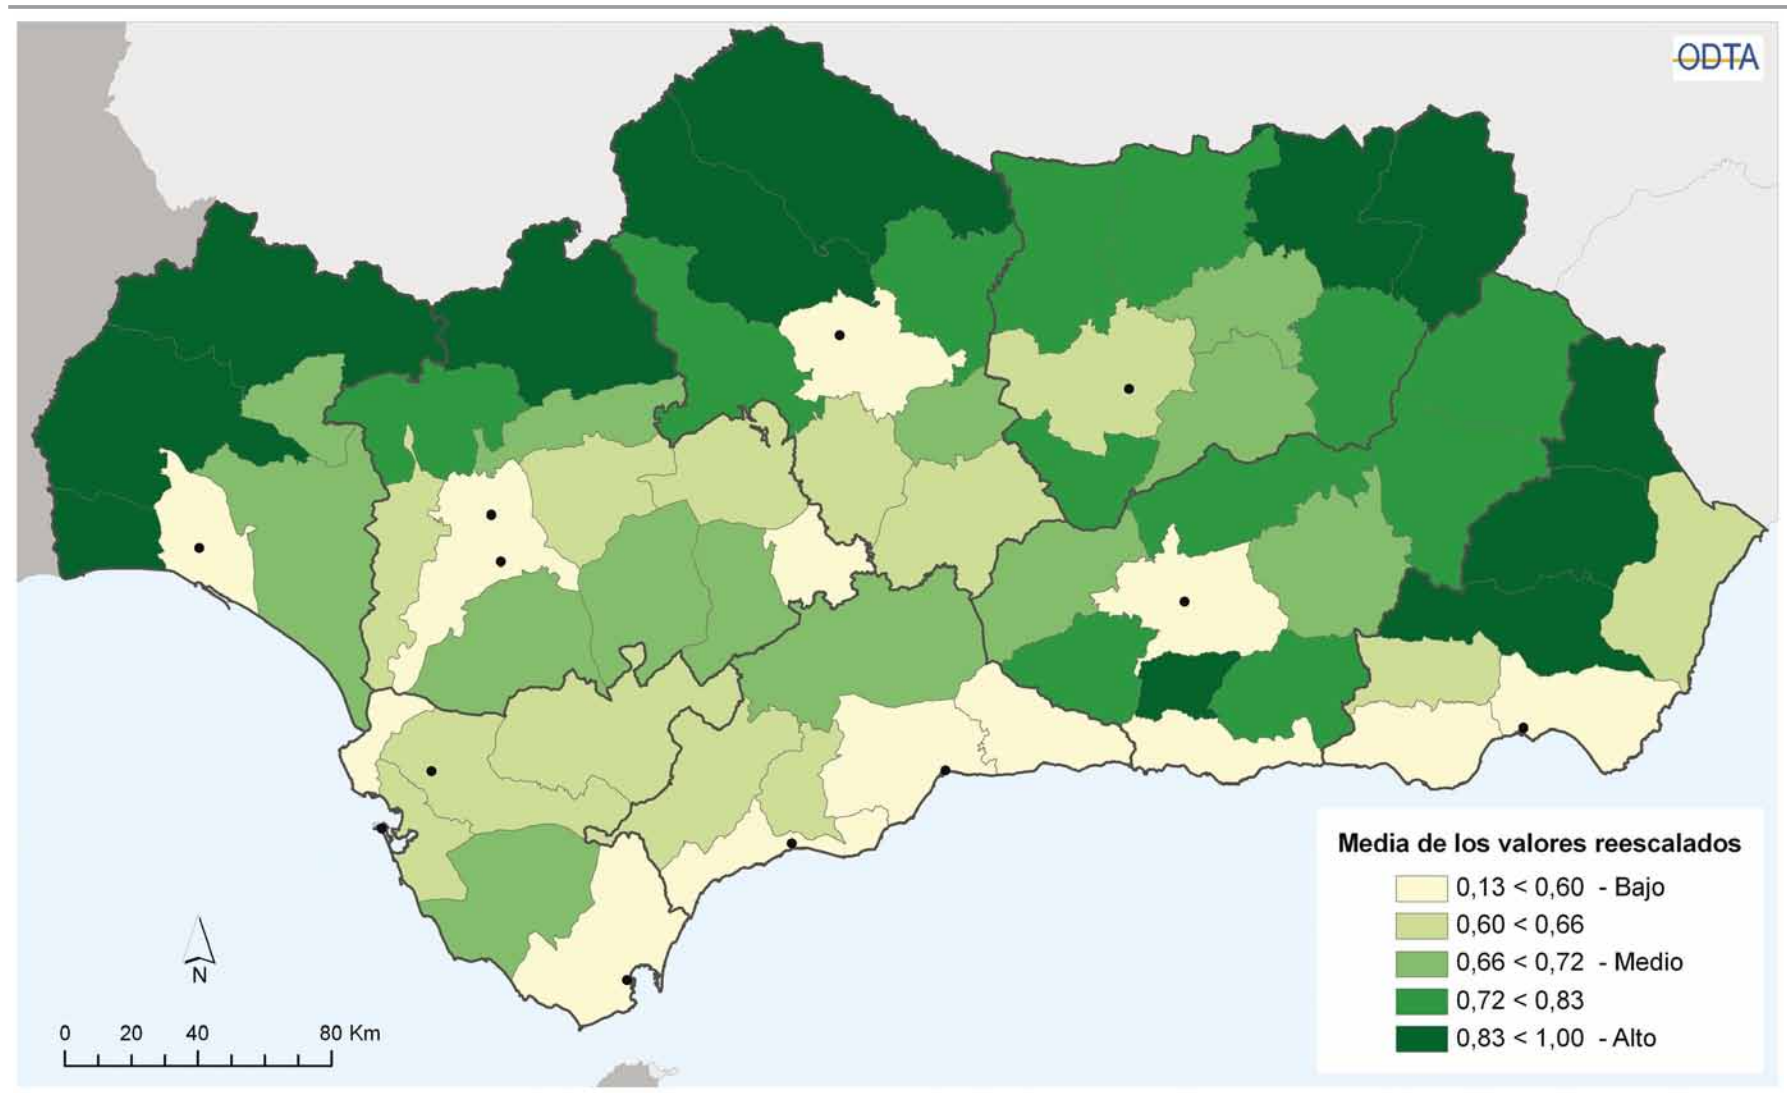 ODTA
Media de los valores reescalados
0,13 < 0,60 - Bajo
0,60 < 0,66
0,66 < 0,72 - Medio
0,72 < 0,83
0,83 < 1,00 - Alto
N
0 20 40 80 Km